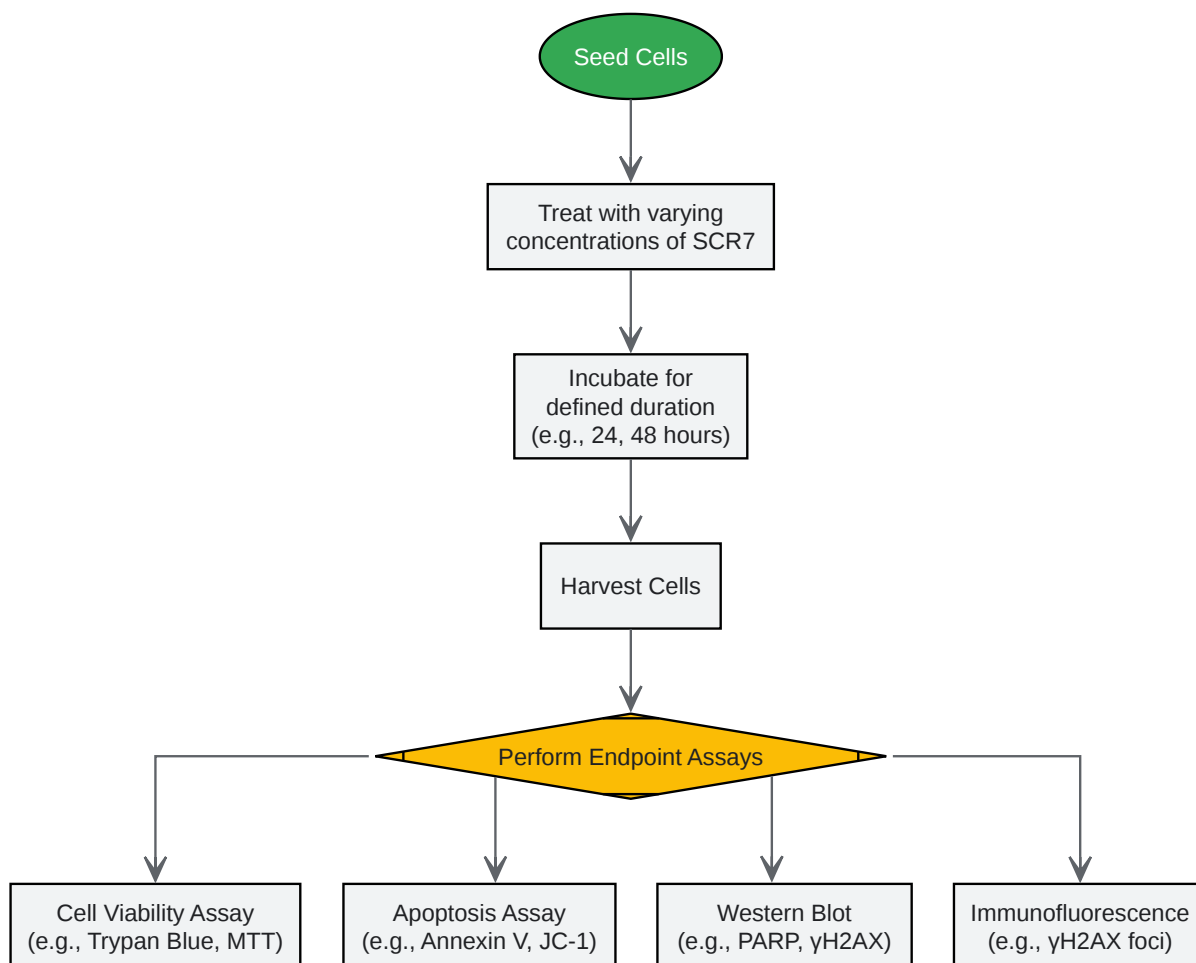 Seed Cells
Treat with varying
concentrations of SCR7
Incubate for
defined duration
(e.g., 24, 48 hours)
Harvest Cells
Perform Endpoint Assays
Cell Viability Assay
(e.g., Trypan Blue, MTT)
Apoptosis Assay
(e.g., Annexin V, JC-1)
Western Blot
(e.g., PARP, γH2AX)
Immunofluorescence
(e.g., γH2AX foci)